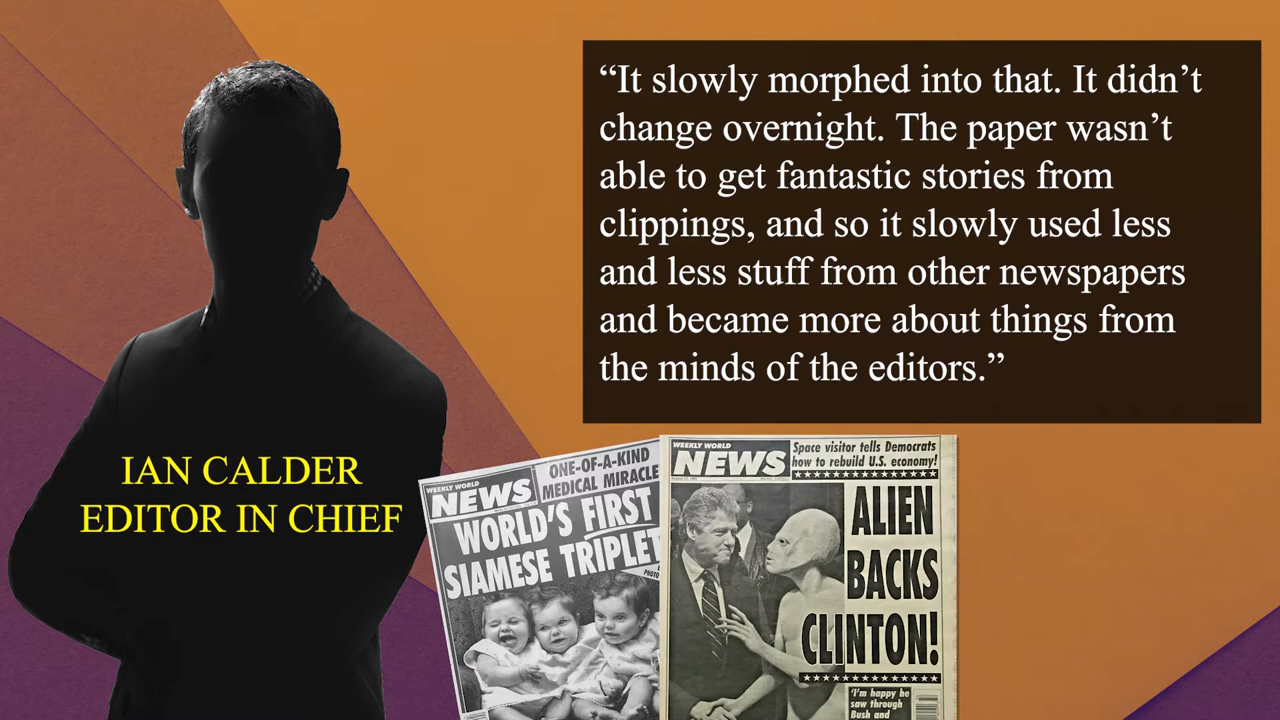 “It slowly morphed into that. It didn’t
change overnight. The paper wasn’t
able to get fantastic stories from
clippings, and so it slowly used less
and less stuff from other newspapers
and became more about things from
the minds of the editors.”
IAN CALDER
EDITOR IN CHIEF
WEEKLY WORLD
NEWS
ONE-OF-A-KIND
MEDICAL MIRACLE
WORLD'S FIRST
SIAMESE TRIPLET
PHOTO
WEEKLY WORLD
NEWS
Space visitor tells Democrats
how to rebuild U.S. economy!
ALIEN
BACKS
CLINTON!
'I'm happy he
saw through
Bush and